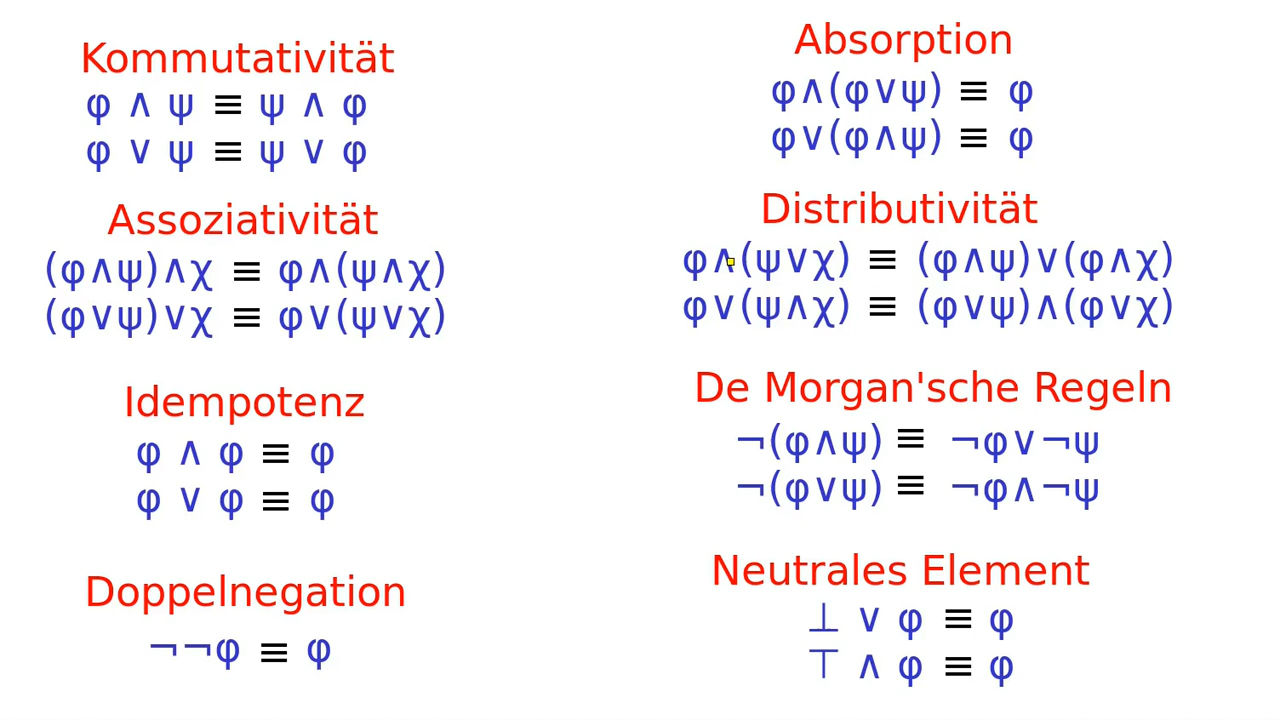 Kommutativität
φ ∧ ψ ≡ ψ ∧ φ
φ ∨ ψ ≡ ψ ∨ φ
Assoziativität
(φ∧ψ)∧χ ≡ φ∧(ψ∧χ)
(φ∨ψ)∨χ ≡ φ∨(ψ∨χ)
Idempotenz
φ ∧ φ ≡ φ
φ ∨ φ ≡ φ
Doppelnegation
¬¬φ ≡ φ
Absorption
φ∧(φ∨ψ) ≡ φ
φ∨(φ∧ψ) ≡ φ
Distributivität
φ∧(ψ∨χ) ≡ (φ∧ψ)∨(φ∧χ)
φ∨(ψ∧χ) ≡ (φ∨ψ)∧(φ∨χ)
De Morgan'sche Regeln
¬(φ∧ψ) ≡ ¬φ∨¬ψ
¬(φ∨ψ) ≡ ¬φ∧¬ψ
Neutrales Element
⊥ ∨ φ ≡ φ
⊤ ∧ φ ≡ φ